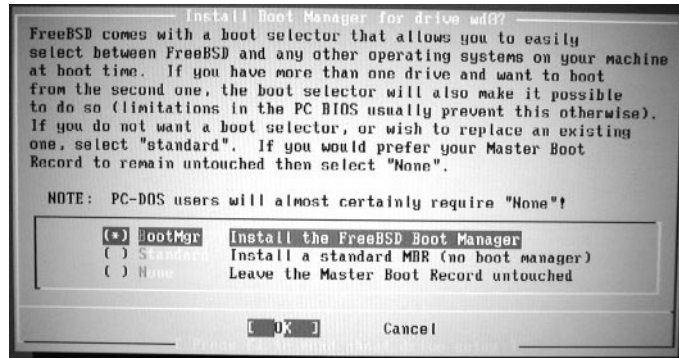 Install Boot Manager for drive wd0?
FreeBSD comes with a boot selector that allows you to easily
select between FreeBSD and any other operating systems on your machine
at boot time. If you have more than one drive and want to boot
from the second one, the boot selector will also make it possible
to do so (limitations in the PC BIOS usually prevent this otherwise).
If you do not want a boot selector, or wish to replace an existing
one, select "standard". If you would prefer your Master Boot
Record to remain untouched then select "None".
NOTE: PC-DOS users will almost certainly require "None"!
(*) BootMgr Install the FreeBSD Boot Manager
( ) Standard Install a standard MBR (no boot manager)
( ) None Leave the Master Boot Record untouched
[ OK ] Cancel